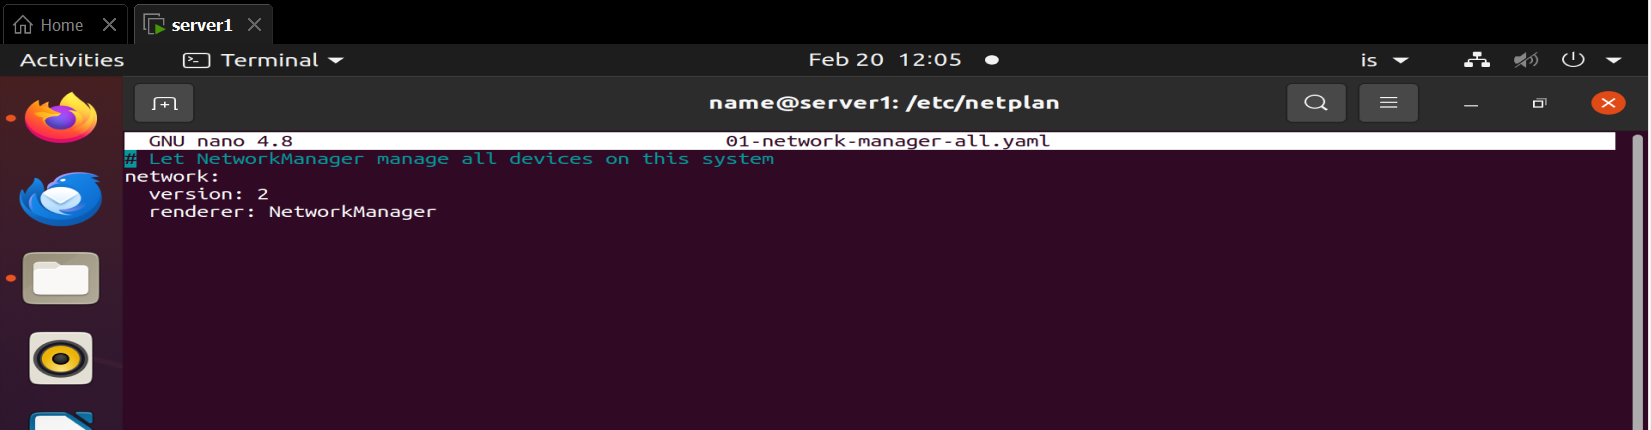 Home
server1
Activities Terminal Feb 20 12:05 is
name@server1: /etc/netplan
GNU nano 4.8 01-network-manager-all.yaml
# Let NetworkManager manage all devices on this system
network:
  version: 2
  renderer: NetworkManager